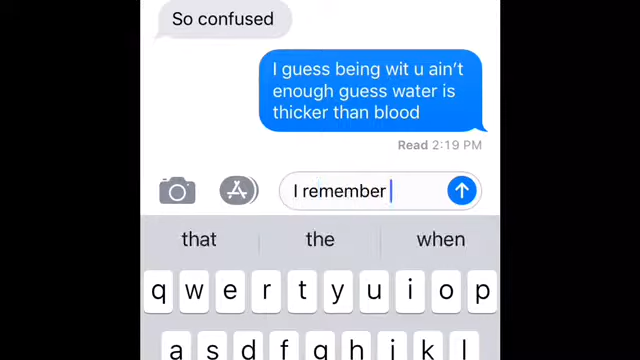 So confused
I guess being wit u ain't
enough guess water is
thicker than blood
Read 2:19 PM
I remember
that the when
q w e r t y u i o p
a s d f g h j k l